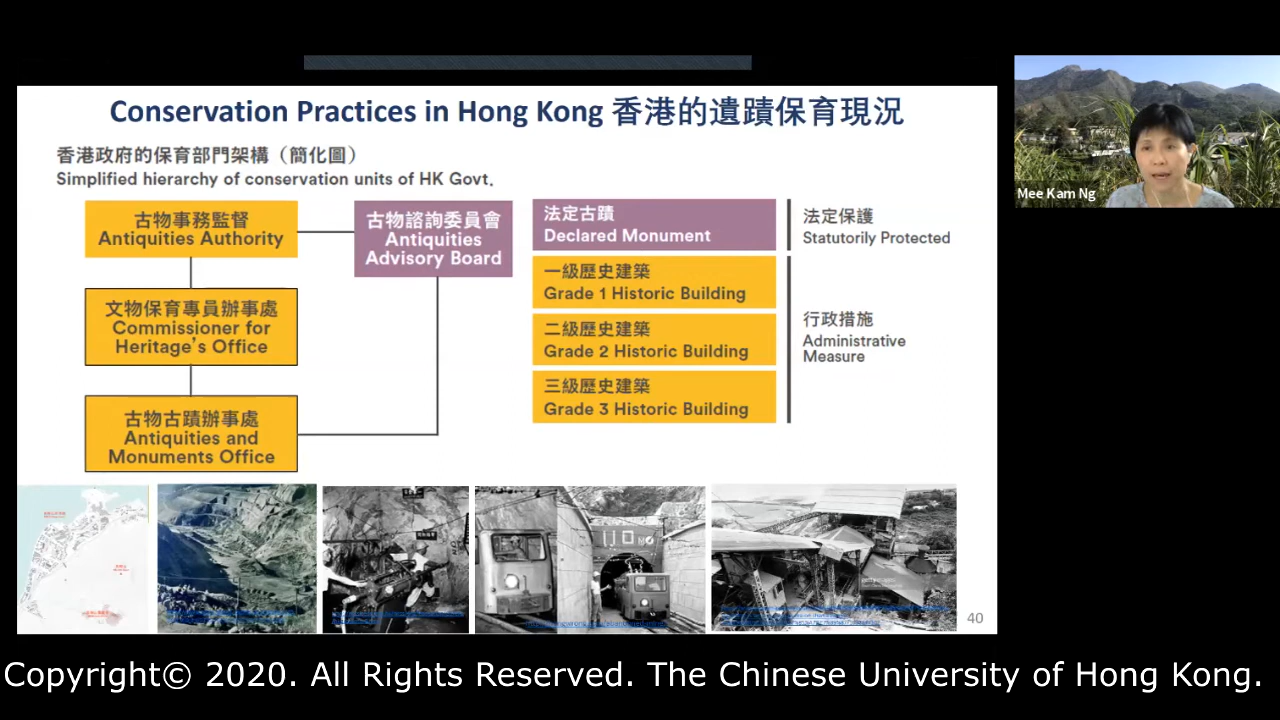 Conservation Practices in Hong Kong 香港的遺蹟保育現況
香港政府的保育部門架構（簡化圖）
Simplified hierarchy of conservation units of HK Govt.
古物事務監督
Antiquities Authority
文物保育專員辦事處
Commissioner for
Heritage's Office
古物古蹟辦事處
Antiquities and
Monuments Office
古物諮詢委員會
Antiquities
Advisory Board
法定古蹟
Declared Monument
一級歷史建築
Grade 1 Historic Building
二級歷史建築
Grade 2 Historic Building
三級歷史建築
Grade 3 Historic Building
法定保護
Statutorily Protected
行政措施
Administrative
Measure
40
Mee Kam Ng
Copyright© 2020. All Rights Reserved. The Chinese University of Hong Kong.